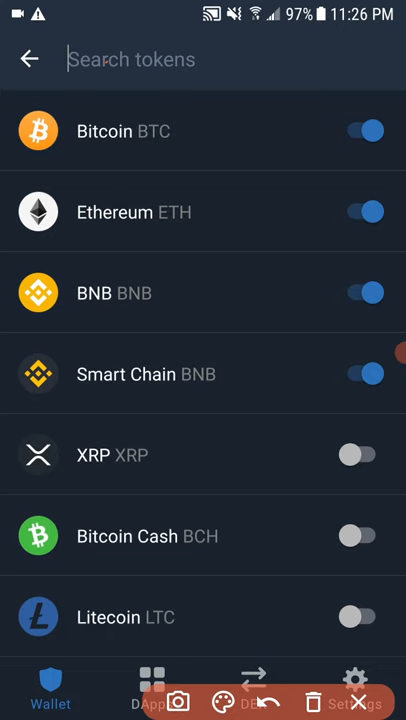 97% 11:26 PM
Search tokens
Bitcoin BTC
Ethereum ETH
BNB BNB
Smart Chain BNB
XRP XRP
Bitcoin Cash BCH
Litecoin LTC
Wallet